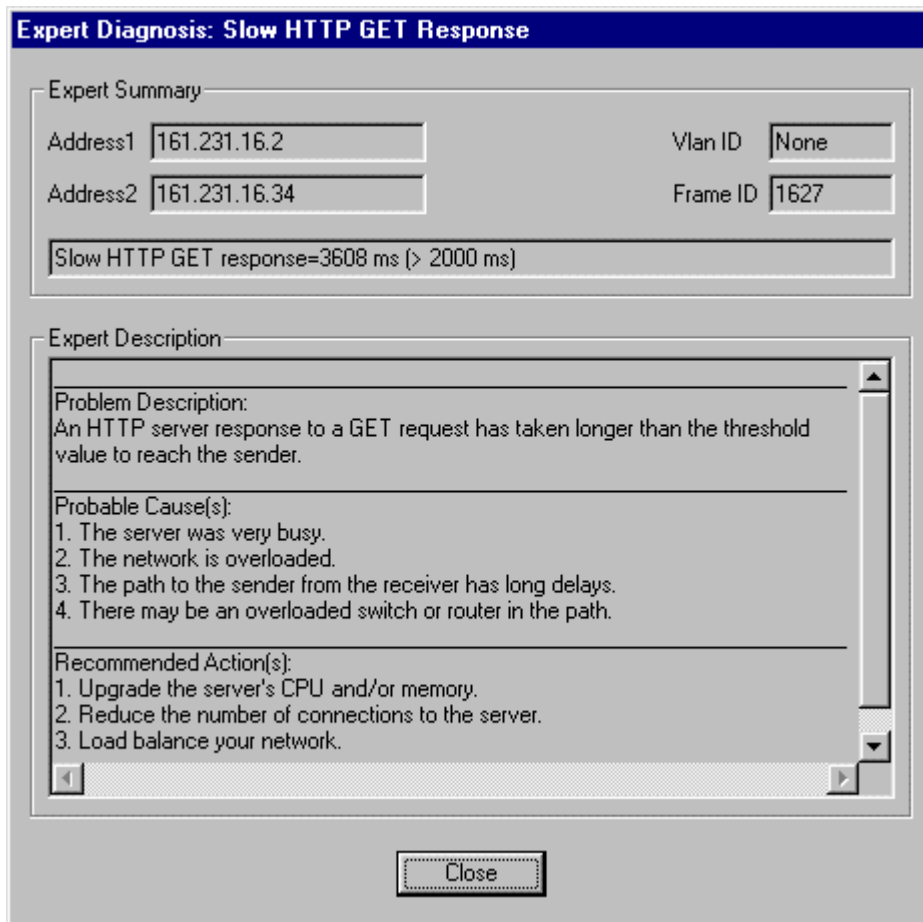 Expert Diagnosis: Slow HTTP GET Response
Expert Summary
Address1 161.231.16.2 Vlan ID None
Address2 161.231.16.34 Frame ID 1627
Slow HTTP GET response=3608 ms (> 2000 ms)
Expert Description
Problem Description:
An HTTP server response to a GET request has taken longer than the threshold
value to reach the sender.
Probable Cause(s):
1. The server was very busy.
2. The network is overloaded.
3. The path to the sender from the receiver has long delays.
4. There may be an overloaded switch or router in the path.
Recommended Action(s):
1. Upgrade the server's CPU and/or memory.
2. Reduce the number of connections to the server.
3. Load balance your network.
Close